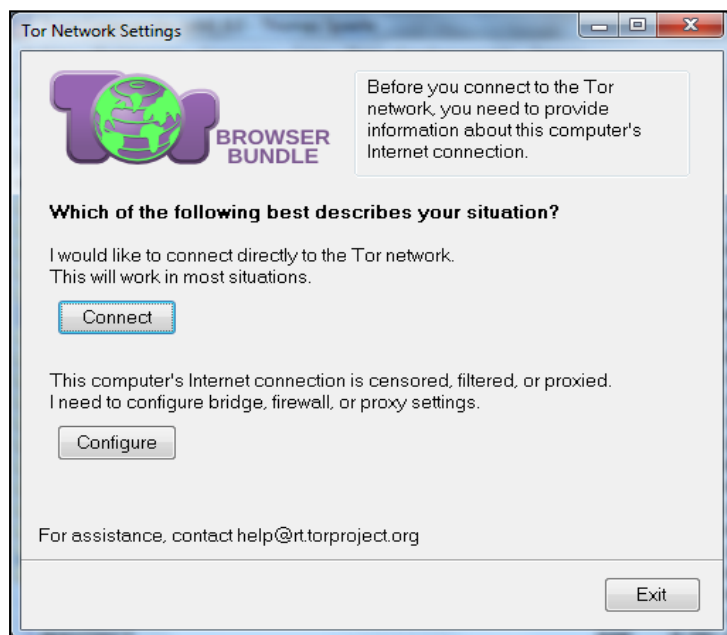 Tor Network Settings
Tor
BROWSER
BUNDLE
Before you connect to the Tor
network, you need to provide
information about this computer's
Internet connection.
Which of the following best describes your situation?
I would like to connect directly to the Tor network.
This will work in most situations.
Connect
This computer's Internet connection is censored, filtered, or proxied.
I need to configure bridge, firewall, or proxy settings.
Configure
For assistance, contact help@rt.torproject.org
Exit